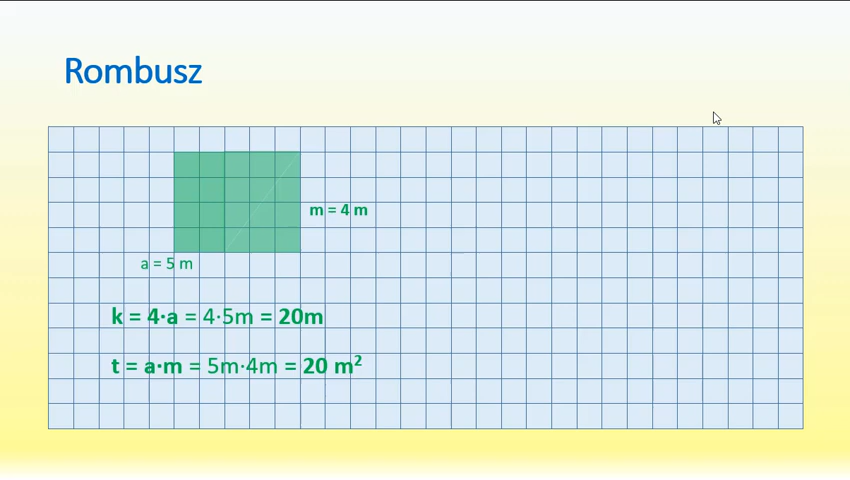 Rombusz
m = 4 m
a = 5 m
k = 4·a = 4·5m = 20m
t = a·m = 5m·4m = 20 m²